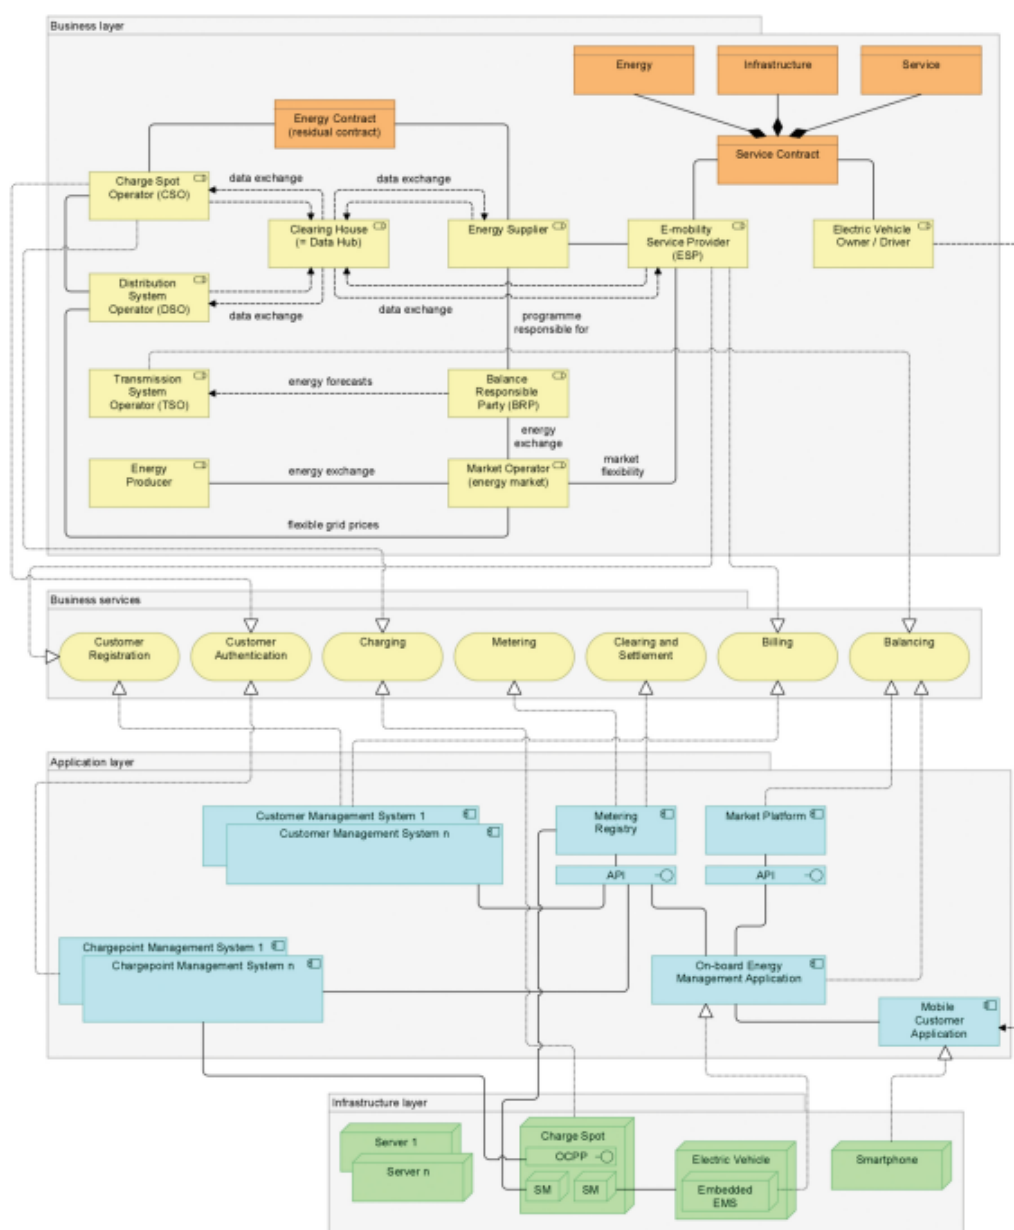 Business layer
Energy
Infrastructure
Service
Energy Contract
(residual contract)
Service Contract
Charge Spot
Operator (CSO)
data exchange
data exchange
Clearing House
(= Data Hub)
Energy Supplier
E-mobility
Service Provider
(ESP)
Electric Vehicle
Owner / Driver
Distribution
System
Operator (DSO)
data exchange
data exchange
programme
responsible for
Transmission
System
Operator (TSO)
energy forecasts
Balance
Responsible
Party (BRP)
energy
exchange
Energy
Producer
energy exchange
Market Operator
(energy market)
market
flexibility
flexible grid prices
Business services
Customer
Registration
Customer
Authentication
Charging
Metering
Clearing and
Settlement
Billing
Balancing
Application layer
Customer Management System 1
Customer Management System n
Metering
Registry
Market Platform
API
API
Chargepoint Management System 1
Chargepoint Management System n
On-board Energy
Management Application
Mobile
Customer
Application
Infrastructure layer
Server 1
Server n
Charge Spot
OCPP
SM
SM
Electric Vehicle
Embedded
EMS
Smartphone